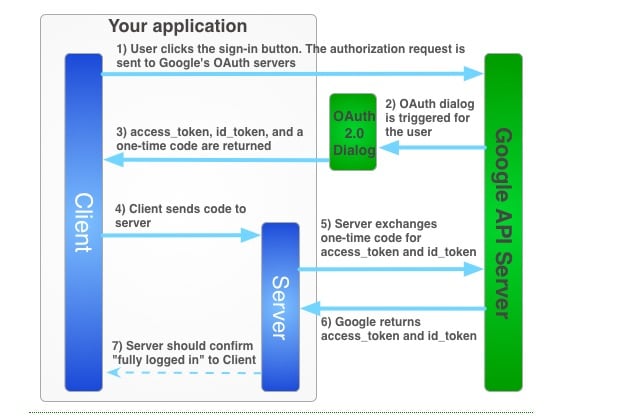 Your application
1) User clicks the sign-in button. The authorization request is
sent to Google's OAuth servers
OAuth
2.0
Dialog
2) OAuth dialog
is triggered for
the user
3) access_token, id_token, and a
one-time code are returned
Client
Google API Server
4) Client sends code to
server
5) Server exchanges
one-time code for
access_token and id_token
Server
6) Google returns
access_token and id_token
7) Server should confirm
"fully logged in" to Client